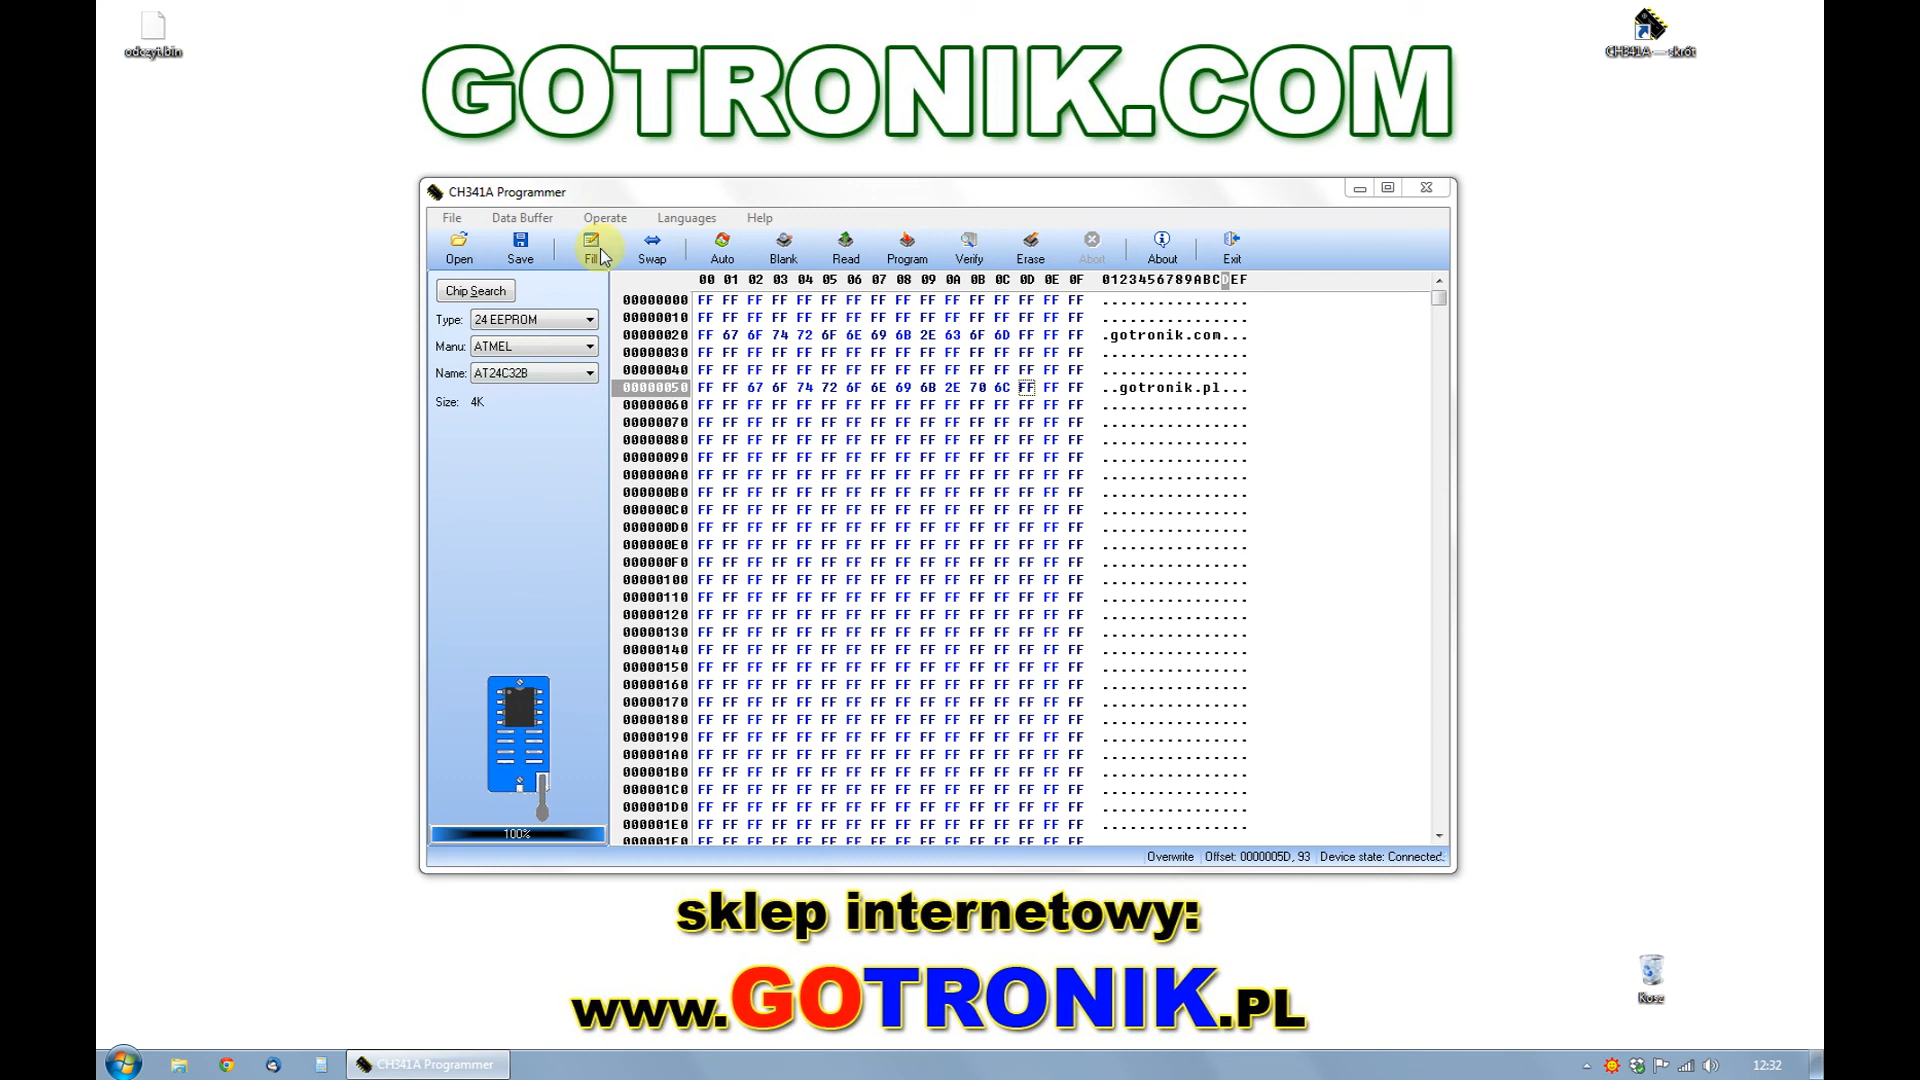 odczyt.bin
CH341A — skrót
GOTRONIK.COM
CH341A Programmer
File Data Buffer Operate Languages Help
Open Save Fill Swap Auto Blank Read Program Verify Erase Abort About Exit
Chip Search
Type: 24 EEPROM
Manu: ATMEL
Name: AT24C32B
Size: 4K
100%
00 01 02 03 04 05 06 07 08 09 0A 0B 0C 0D 0E 0F 0123456789ABCDEF
00000000 FF FF FF FF FF FF FF FF FF FF FF FF FF FF FF FF ................
00000010 FF FF FF FF FF FF FF FF FF FF FF FF FF FF FF FF ................
00000020 FF 67 6F 74 72 6F 6E 69 6B 2E 63 6F 6D FF FF FF .gotronik.com...
00000030 FF FF FF FF FF FF FF FF FF FF FF FF FF FF FF FF ................
00000040 FF FF FF FF FF FF FF FF FF FF FF FF FF FF FF FF ................
00000050 FF FF 67 6F 74 72 6F 6E 69 6B 2E 70 6C FF FF FF ..gotronik.pl...
00000060 FF FF FF FF FF FF FF FF FF FF FF FF FF FF FF FF ................
00000070 FF FF FF FF FF FF FF FF FF FF FF FF FF FF FF FF ................
00000080 FF FF FF FF FF FF FF FF FF FF FF FF FF FF FF FF ................
00000090 FF FF FF FF FF FF FF FF FF FF FF FF FF FF FF FF ................
000000A0 FF FF FF FF FF FF FF FF FF FF FF FF FF FF FF FF ................
000000B0 FF FF FF FF FF FF FF FF FF FF FF FF FF FF FF FF ................
000000C0 FF FF FF FF FF FF FF FF FF FF FF FF FF FF FF FF ................
000000D0 FF FF FF FF FF FF FF FF FF FF FF FF FF FF FF FF ................
000000E0 FF FF FF FF FF FF FF FF FF FF FF FF FF FF FF FF ................
000000F0 FF FF FF FF FF FF FF FF FF FF FF FF FF FF FF FF ................
00000100 FF FF FF FF FF FF FF FF FF FF FF FF FF FF FF FF ................
00000110 FF FF FF FF FF FF FF FF FF FF FF FF FF FF FF FF ................
00000120 FF FF FF FF FF FF FF FF FF FF FF FF FF FF FF FF ................
00000130 FF FF FF FF FF FF FF FF FF FF FF FF FF FF FF FF ................
00000140 FF FF FF FF FF FF FF FF FF FF FF FF FF FF FF FF ................
00000150 FF FF FF FF FF FF FF FF FF FF FF FF FF FF FF FF ................
00000160 FF FF FF FF FF FF FF FF FF FF FF FF FF FF FF FF ................
00000170 FF FF FF FF FF FF FF FF FF FF FF FF FF FF FF FF ................
00000180 FF FF FF FF FF FF FF FF FF FF FF FF FF FF FF FF ................
00000190 FF FF FF FF FF FF FF FF FF FF FF FF FF FF FF FF ................
000001A0 FF FF FF FF FF FF FF FF FF FF FF FF FF FF FF FF ................
000001B0 FF FF FF FF FF FF FF FF FF FF FF FF FF FF FF FF ................
000001C0 FF FF FF FF FF FF FF FF FF FF FF FF FF FF FF FF ................
000001D0 FF FF FF FF FF FF FF FF FF FF FF FF FF FF FF FF ................
000001E0 FF FF FF FF FF FF FF FF FF FF FF FF FF FF FF FF ................
000001F0 FF FF FF FF FF FF FF FF FF FF FF FF FF FF FF FF
Overwrite Offset: 0000005D, 93 Device state: Connected.
sklep internetowy:
www.GOTRONIK.PL
Kosz
CH341A Programmer
12:32